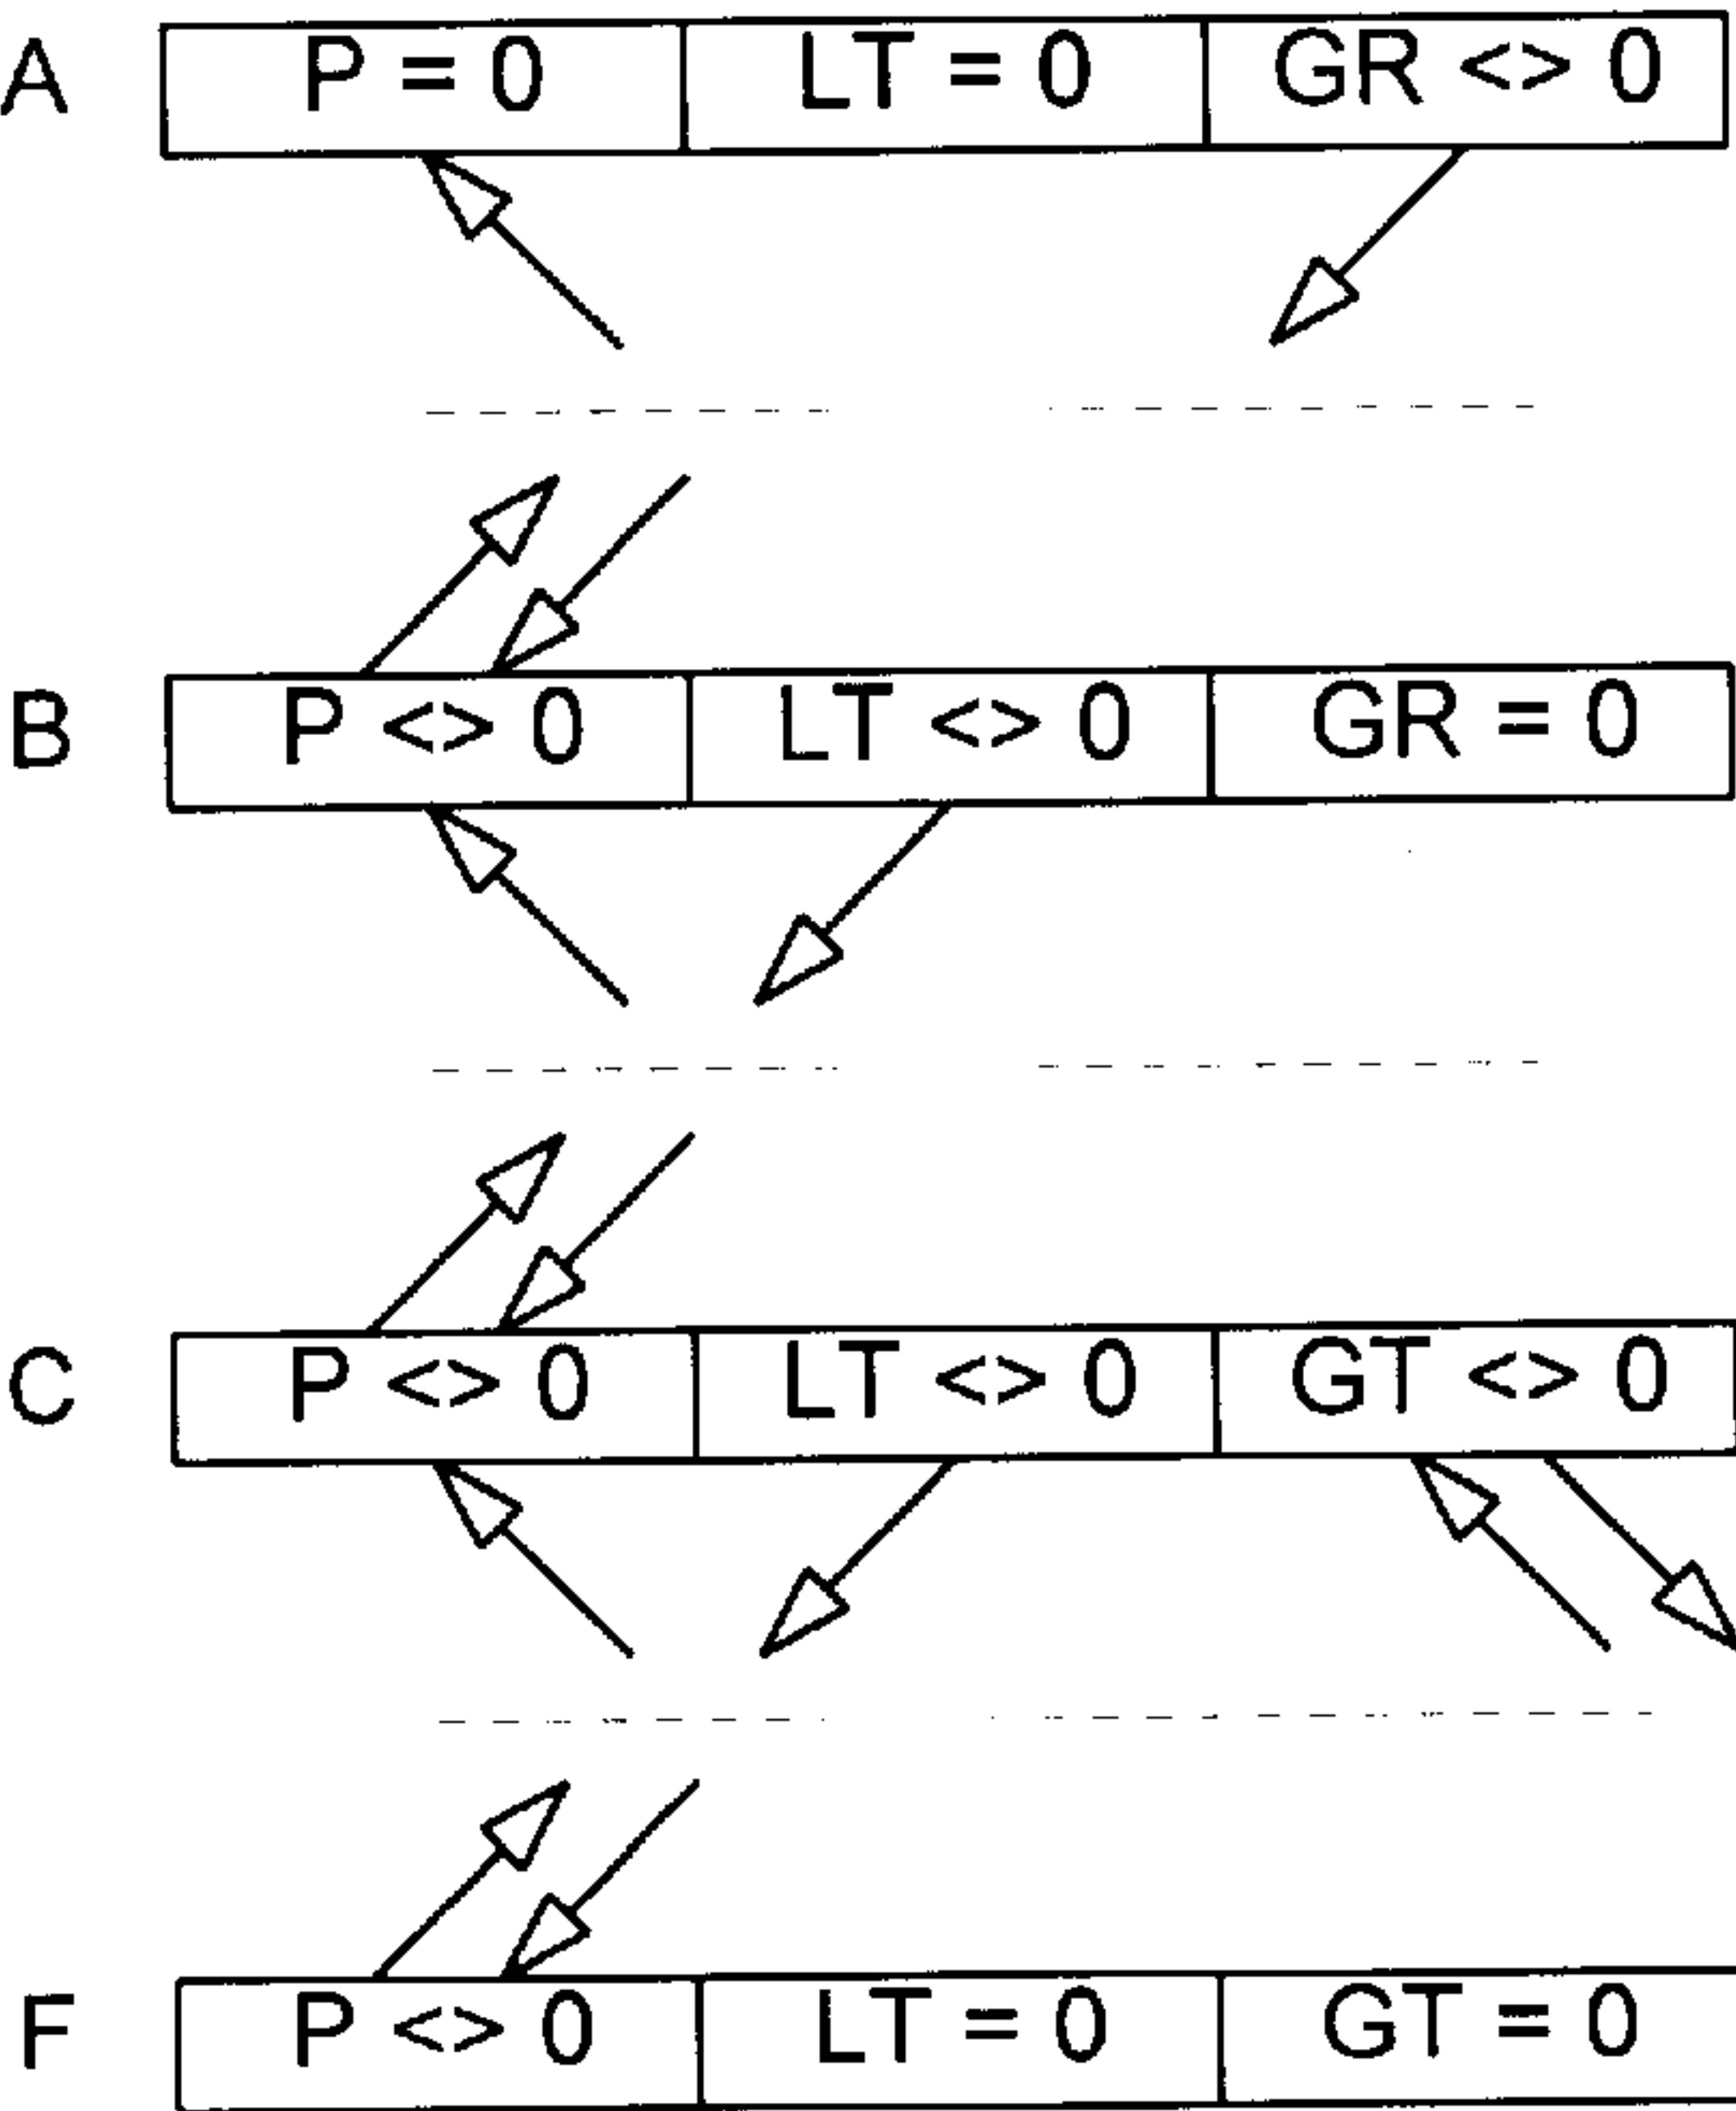 A P = 0 LT = 0 GR <> 0
B P <> 0 LT <> 0 GR = 0
C P <> 0 LT <> 0 GT <> 0
F P <> 0 LT = 0 GT = 0